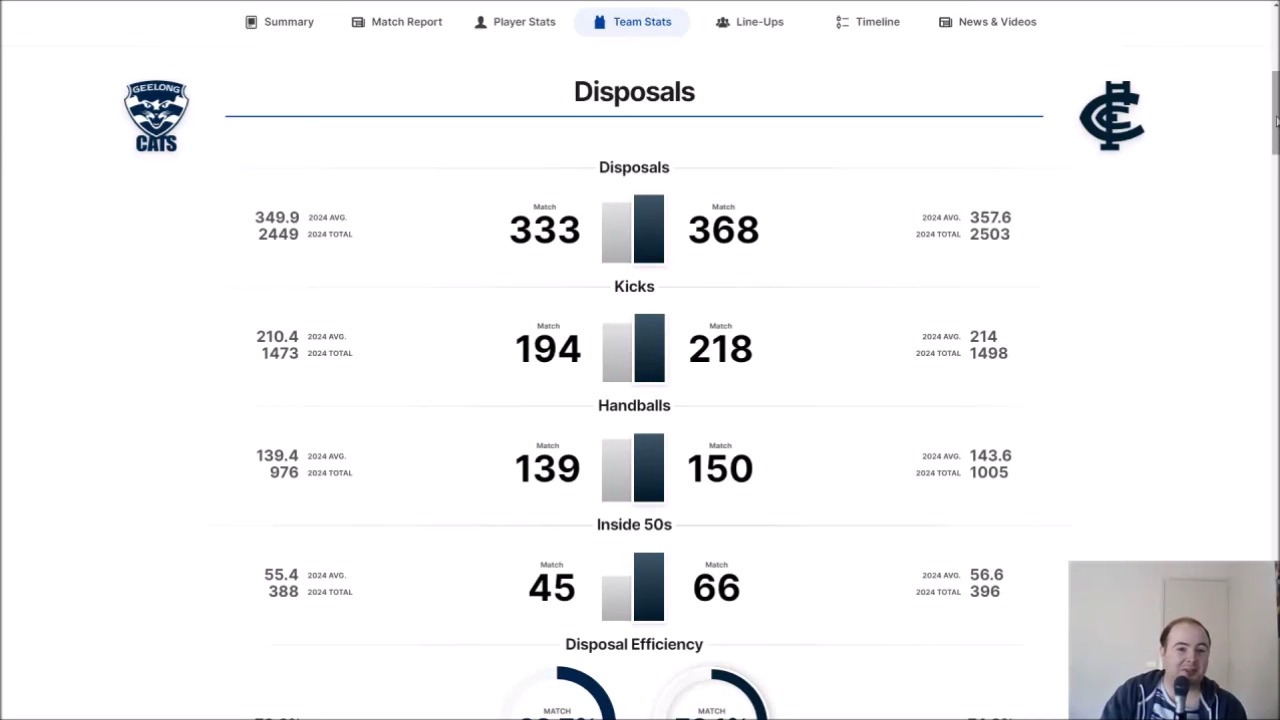 Summary Match Report Player Stats Team Stats Line-Ups Timeline News & Videos
GEELONG
CATS
Disposals
Disposals
349.9 2024 AVG.
2449 2024 TOTAL
Match
333
Match
368
2024 AVG. 357.6
2024 TOTAL 2503
Kicks
210.4 2024 AVG.
1473 2024 TOTAL
Match
194
Match
218
2024 AVG. 214
2024 TOTAL 1498
Handballs
139.4 2024 AVG.
976 2024 TOTAL
Match
139
Match
150
2024 AVG. 143.6
2024 TOTAL 1005
Inside 50s
55.4 2024 AVG.
388 2024 TOTAL
Match
45
Match
66
2024 AVG. 56.6
2024 TOTAL 396
Disposal Efficiency
MATCH
MATCH